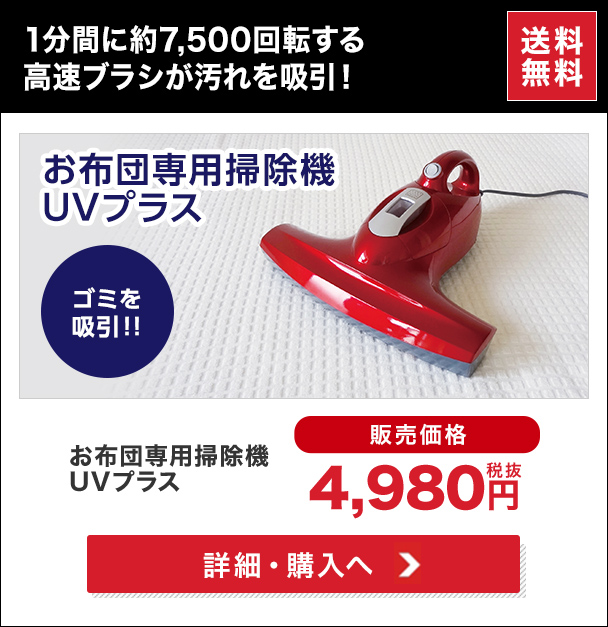 1分間に約7,500回転する
高速ブラシが汚れを吸引！
送料
無料
お布団専用掃除機
UVプラス
ゴミを
吸引!!
お布団専用掃除機
UVプラス
販売価格
4,980円
税抜
詳細・購入へ